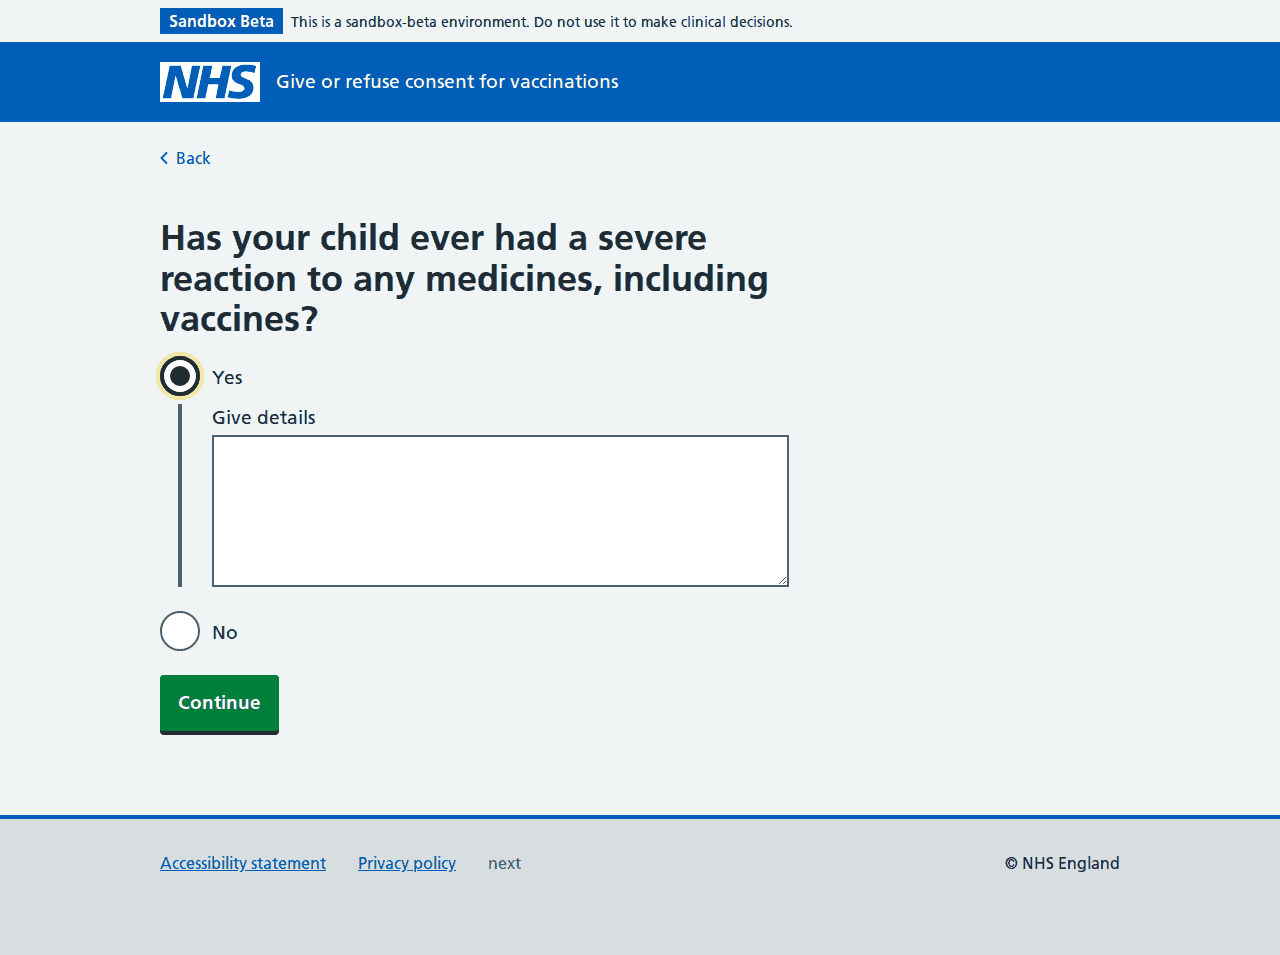 Sandbox Beta This is a sandbox-beta environment. Do not use it to make clinical decisions.
NHS Give or refuse consent for vaccinations
Back
Has your child ever had a severe
reaction to any medicines, including
vaccines?
Yes
Give details
No
Continue
Accessibility statement Privacy policy next © NHS England